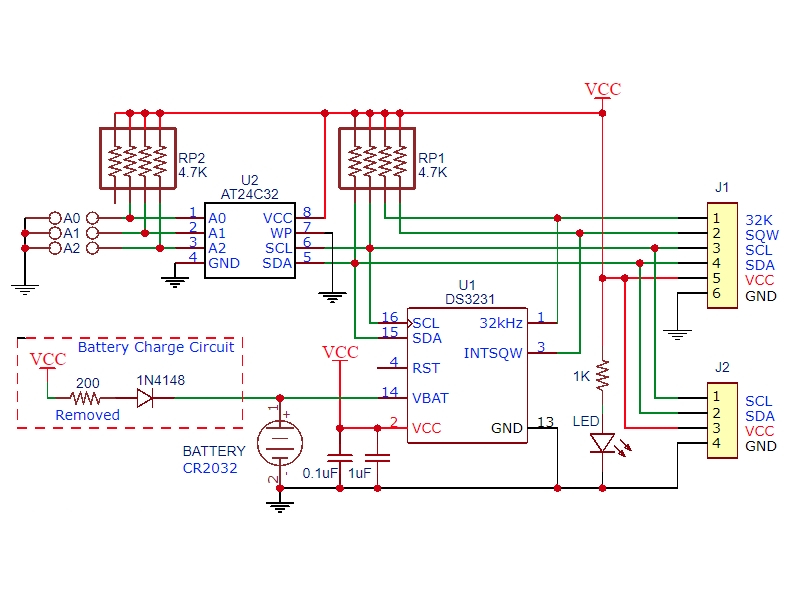 VCC
RP2
4.7K
RP1
4.7K
U2
AT24C32
A0
A1
A2
1
2
3
4
A0
A1
A2
GND
VCC
WP
SCL
SDA
8
7
6
5
J1
1
2
3
4
5
6
32K
SQW
SCL
SDA
VCC
GND
U1
DS3231
16
15
4
14
2
SCL
SDA
RST
VBAT
VCC
32kHz
INTSQW
GND
1
3
13
Battery Charge Circuit
VCC
200
1N4148
Removed
VCC
BATTERY
CR2032
1
+
2
-
0.1uF
1uF
1K
LED
J2
1
2
3
4
SCL
SDA
VCC
GND